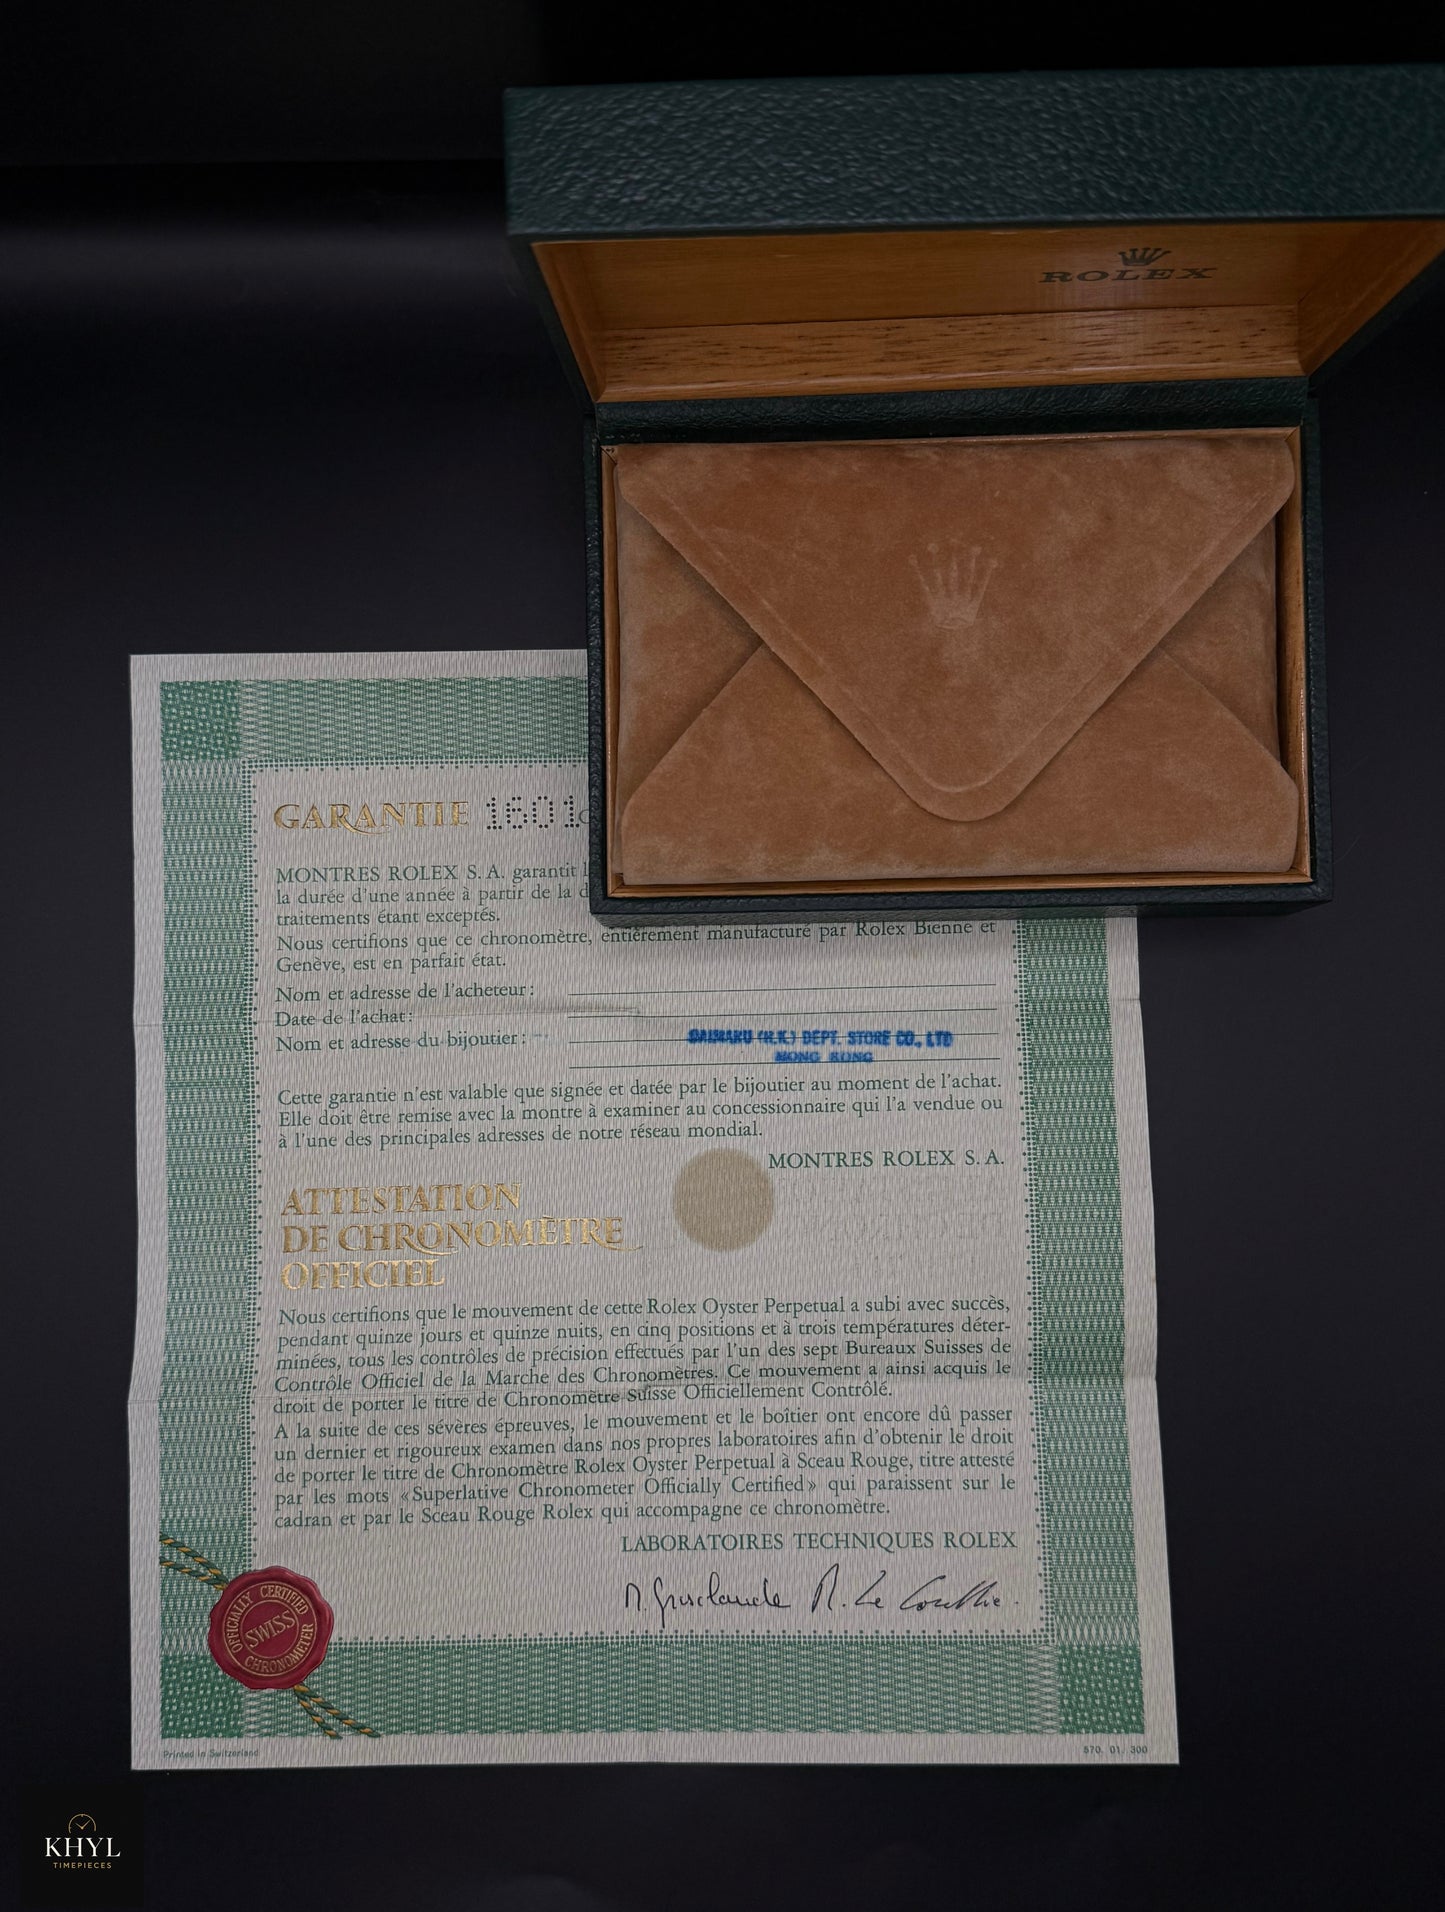 ROLEX
GARANTIE 1601
MONTRES ROLEX S. A. garantit
la durée d'une année à partir de la
traitements étant exceptés.
Nous certifions que ce chronomètre, entièrement manufacturé par Rolex Bienne et
Genève, est en parfait état.
Nom et adresse de l'acheteur:
Date de l'achat:
Nom et adresse du bijoutier: DAIMARU (H.K.) DEPT. STORE CO., LTD
HONG KONG
Cette garantie n'est valable que signée et datée par le bijoutier au moment de l'achat.
Elle doit être remise avec la montre à examiner au concessionnaire qui l'a vendue ou
à l'une des principales adresses de notre réseau mondial.
MONTRES ROLEX S. A.
ATTESTATION
DE CHRONOMÈTRE
OFFICIEL
Nous certifions que le mouvement de cette Rolex Oyster Perpetual a subi avec succès,
pendant quinze jours et quinze nuits, en cinq positions et à trois températures déter-
minées, tous les contrôles de précision effectués par l'un des sept Bureaux Suisses de
Contrôle Officiel de la Marche des Chronomètres. Ce mouvement a ainsi acquis le
droit de porter le titre de Chronomètre Suisse Officiellement Contrôlé.
A la suite de ces sévères épreuves, le mouvement et le boîtier ont encore dû passer
un dernier et rigoureux examen dans nos propres laboratoires afin d'obtenir le droit
de porter le titre de Chronomètre Rolex Oyster Perpetual à Sceau Rouge, titre attesté
par les mots «Superlative Chronometer Officially Certified» qui paraissent sur le
cadran et par le Sceau Rouge Rolex qui accompagne ce chronomètre.
LABORATOIRES TECHNIQUES ROLEX
OFFICIALLY CERTIFIED
SWISS
CHRONOMETER
Printed in Switzerland
570. 01. 300
KHYL
TIMEPIECES